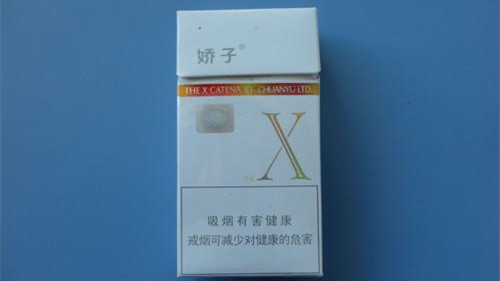 娇子®
THE X CATENA BY CHUANYU LTD.
X
THE
吸烟有害健康
戒烟可减少对健康的危害